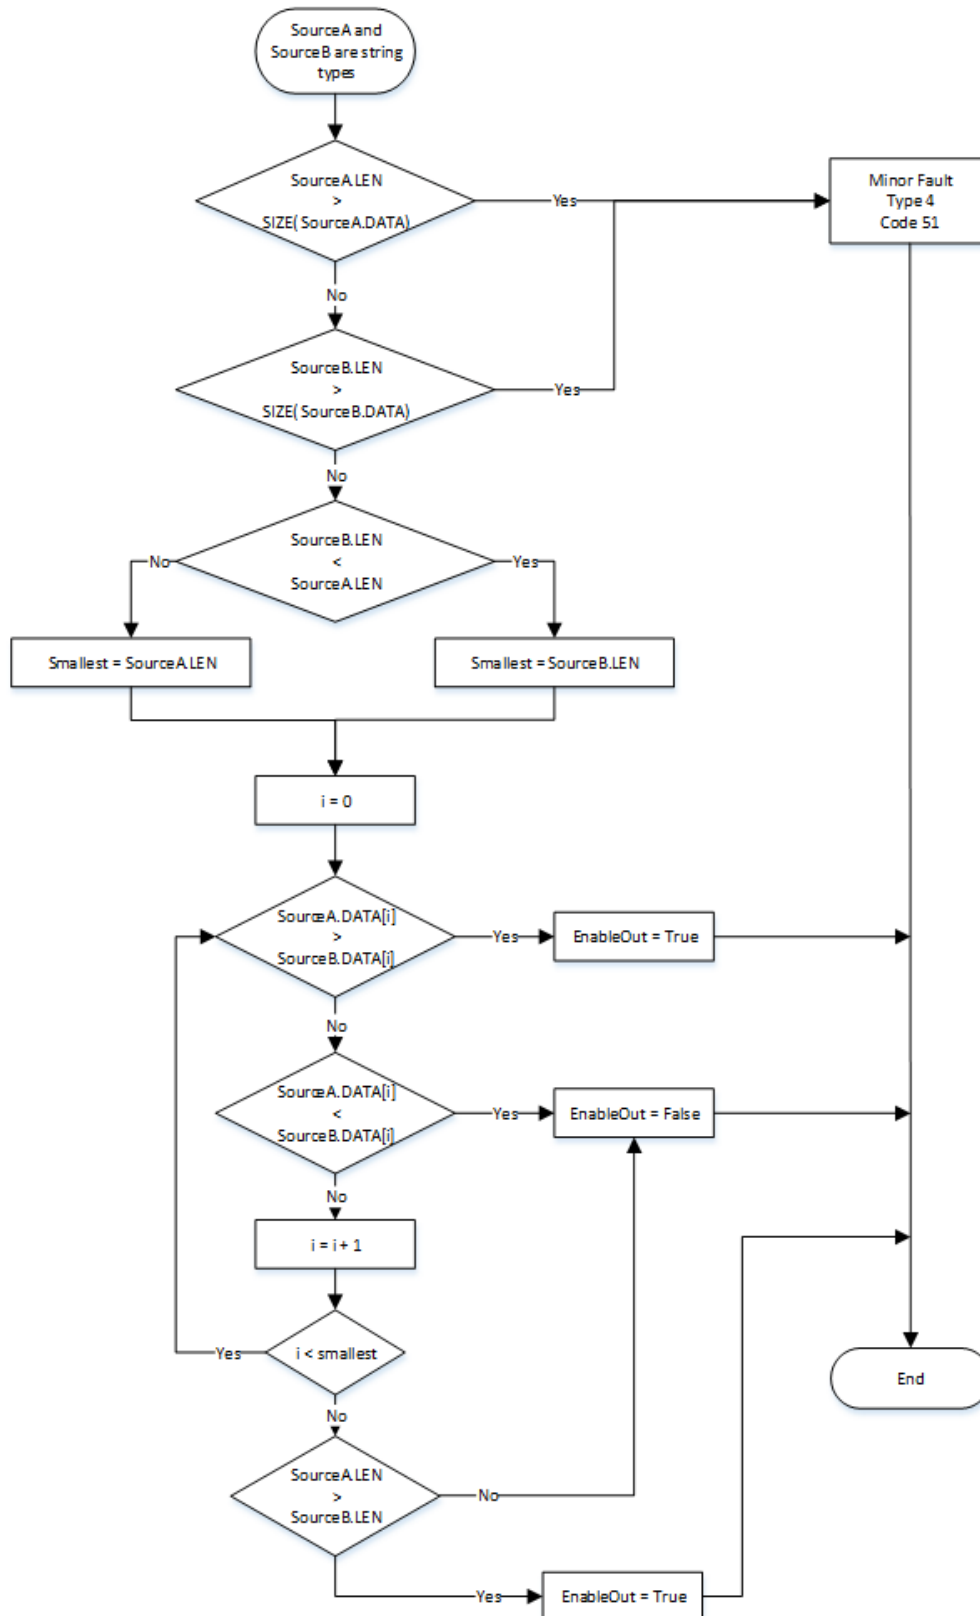 SourceA and
SourceB are string
types
SourceA.LEN
>
SIZE( SourceA.DATA)
Yes
Minor Fault
Type 4
Code 51
No
SourceB.LEN
>
SIZE( SourceB.DATA)
Yes
No
SourceB.LEN
<
SourceA.LEN
No
Yes
Smallest = SourceA.LEN
Smallest = SourceB.LEN
i = 0
SourceA.DATA[i]
>
SourceB.DATA[i]
Yes
EnableOut = True
No
SourceA.DATA[i]
<
SourceB.DATA[i]
Yes
EnableOut = False
No
i = i + 1
i < smallest
Yes
End
No
SourceA.LEN
>
SourceB.LEN
No
Yes
EnableOut = True